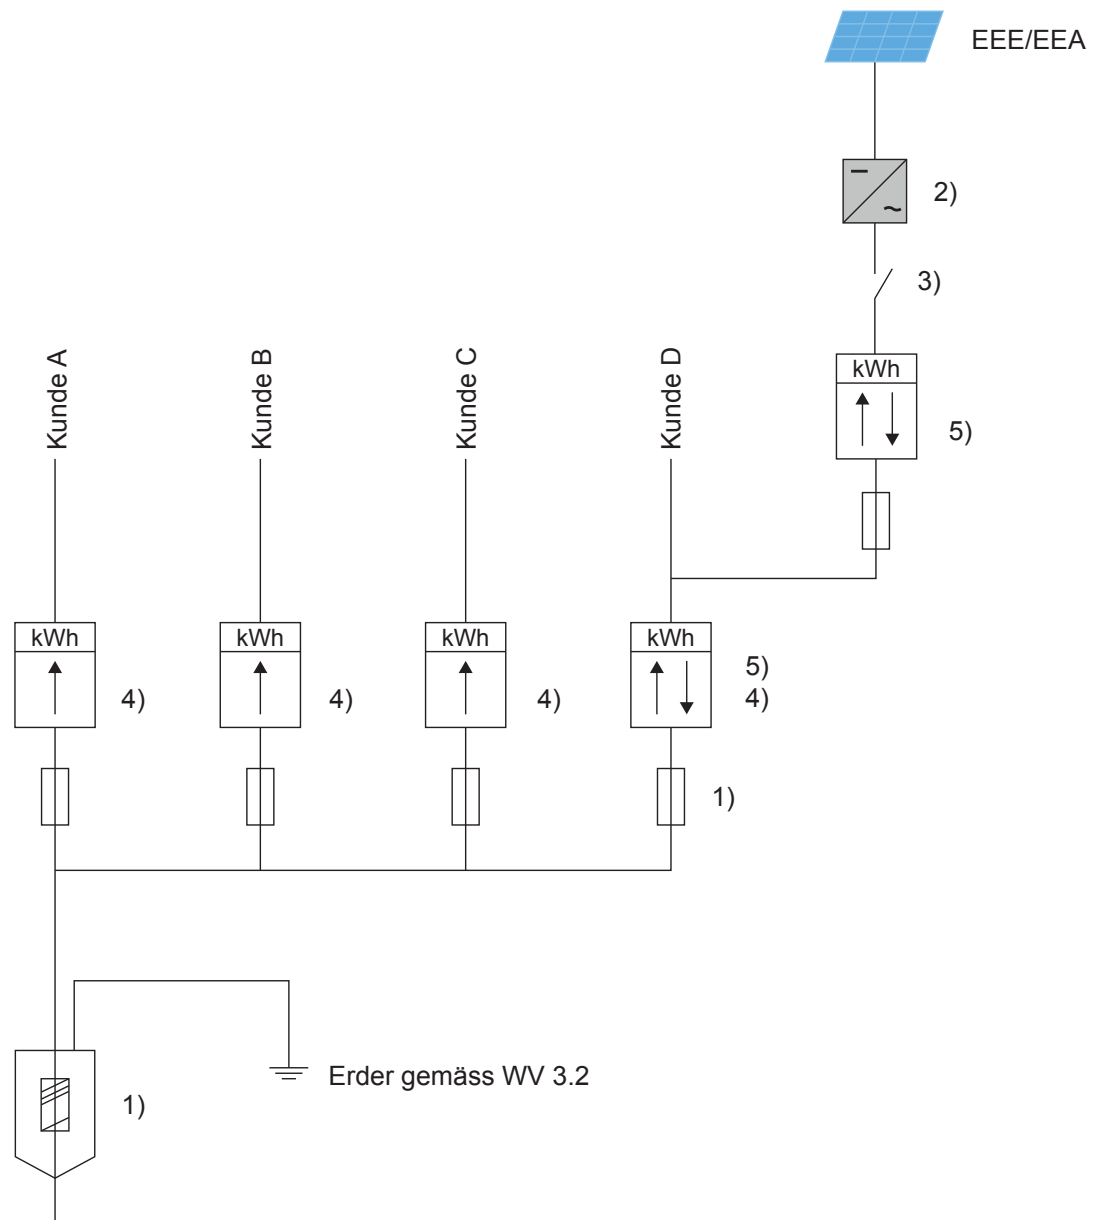 EEE/EEA
2)
3)
Kunde A
Kunde B
Kunde C
Kunde D
kWh
5)
kWh
kWh
kWh
kWh
4)
4)
4)
5)
4)
1)
Erder gemäss WV 3.2
1)